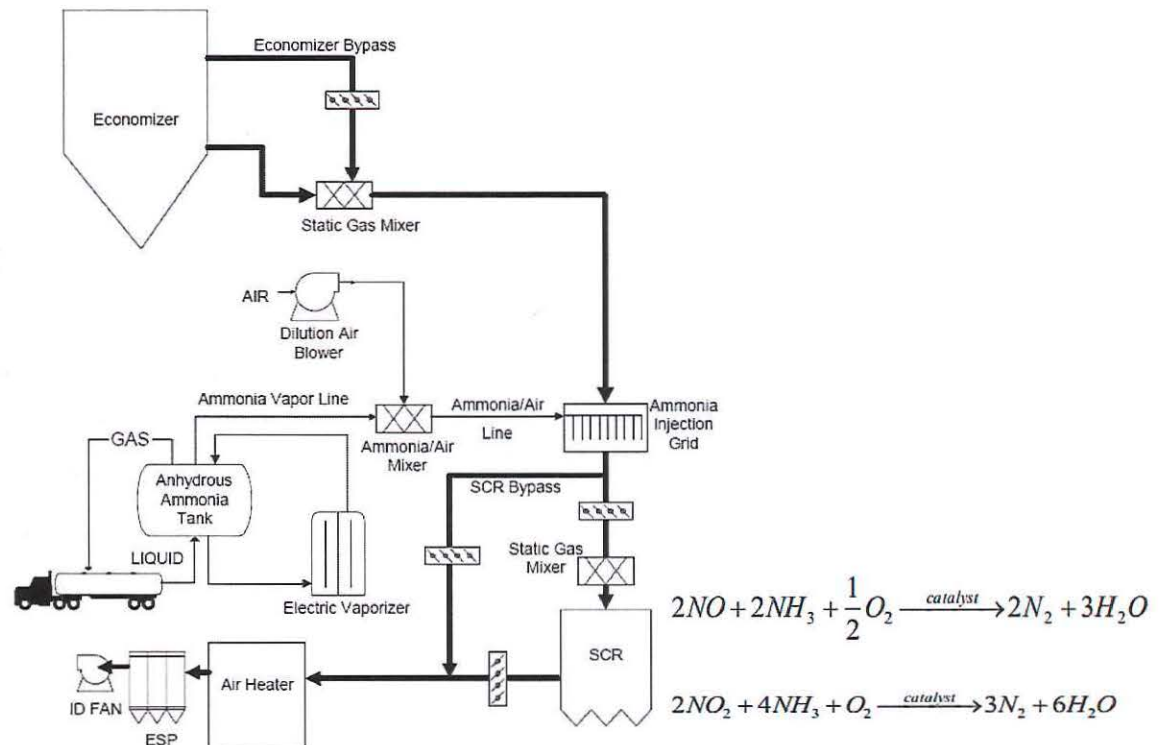 Economizer Bypass
Economizer
Static Gas Mixer
AIR
Dilution Air
Blower
Ammonia Vapor Line
Ammonia/Air
Line
Ammonia
Injection
Grid
Ammonia/Air
Mixer
GAS
Anhydrous
Ammonia
Tank
SCR Bypass
LIQUID
Static Gas
Mixer
Electric Vaporizer
2NO + 2NH₃ + 1/2 O₂ —catalyst→ 2N₂ + 3H₂O
SCR
Air Heater
ID FAN
ESP
2NO₂ + 4NH₃ + O₂ —catalyst→ 3N₂ + 6H₂O